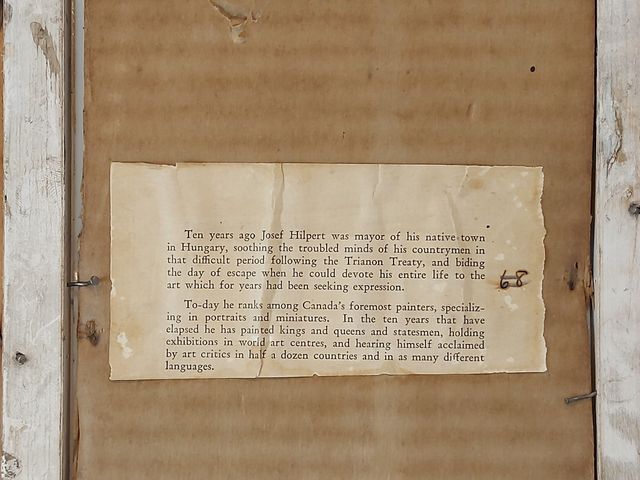 Ten years ago Josef Hilpert was mayor of his native town
in Hungary, soothing the troubled minds of his countrymen in
that difficult period following the Trianon Treaty, and biding
the day of escape when he could devote his entire life to the
art which for years had been seeking expression.
To-day he ranks among Canada's foremost painters, specializ-
ing in portraits and miniatures. In the ten years that have
elapsed he has painted kings and queens and statesmen, holding
exhibitions in world art centres, and hearing himself acclaimed
by art critics in half a dozen countries and in as many different
languages.